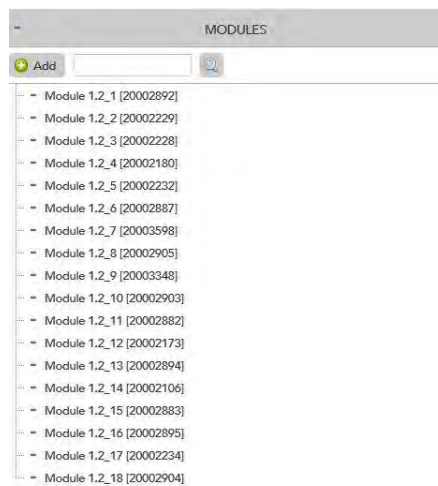 MODULES
Add
Module 1.2_1 [20002892]
Module 1.2_2 [20002229]
Module 1.2_3 [20002228]
Module 1.2_4 [20002180]
Module 1.2_5 [20002232]
Module 1.2_6 [20002887]
Module 1.2_7 [20003598]
Module 1.2_8 [20002905]
Module 1.2_9 [20003348]
Module 1.2_10 [20002903]
Module 1.2_11 [20002882]
Module 1.2_12 [20002173]
Module 1.2_13 [20002894]
Module 1.2_14 [20002106]
Module 1.2_15 [20002883]
Module 1.2_16 [20002895]
Module 1.2_17 [20002234]
Module 1.2_18 [20002904]